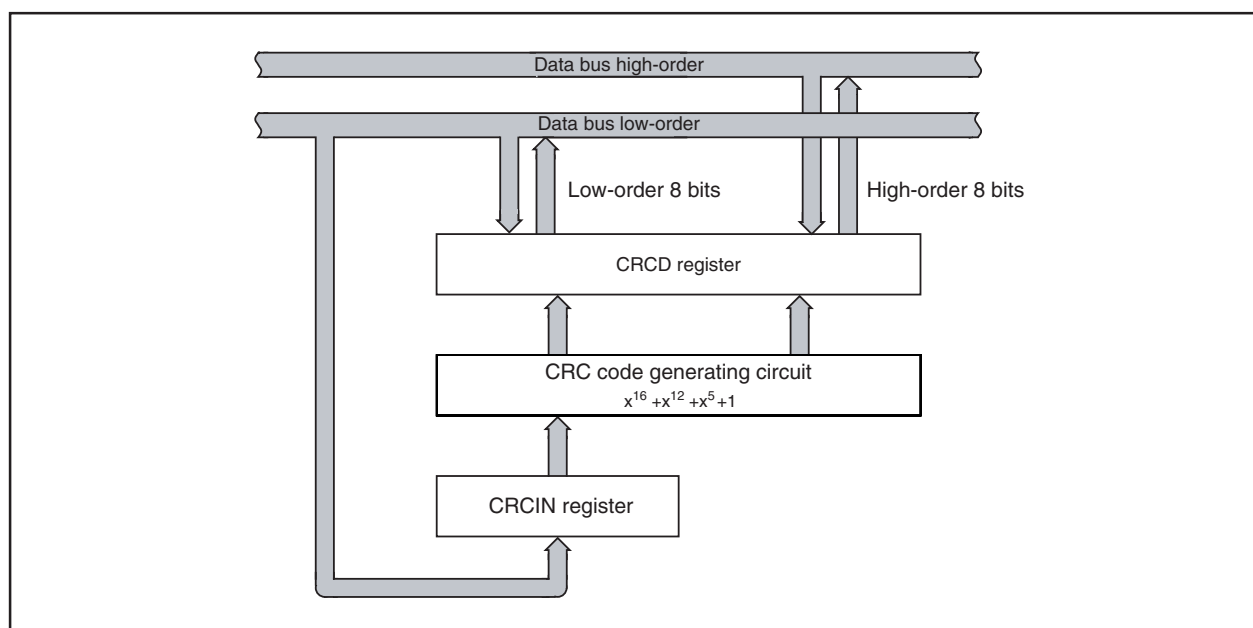 Data bus high-order
Data bus low-order
Low-order 8 bits
High-order 8 bits
CRCD register
CRC code generating circuit
x¹⁶ +x¹² +x⁵ +1
CRCIN register